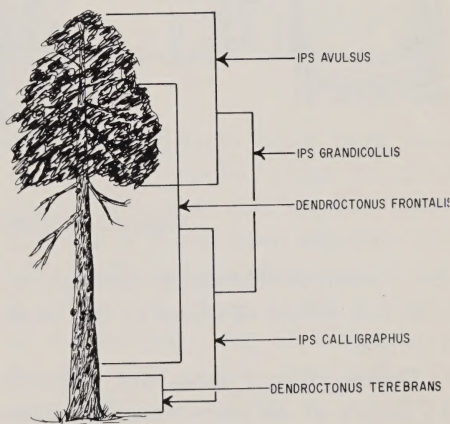 IPS AVULSUS
IPS GRANDICOLLIS
DENDROCTONUS FRONTALIS
IPS CALLIGRAPHUS
DENDROCTONUS TEREBRANS